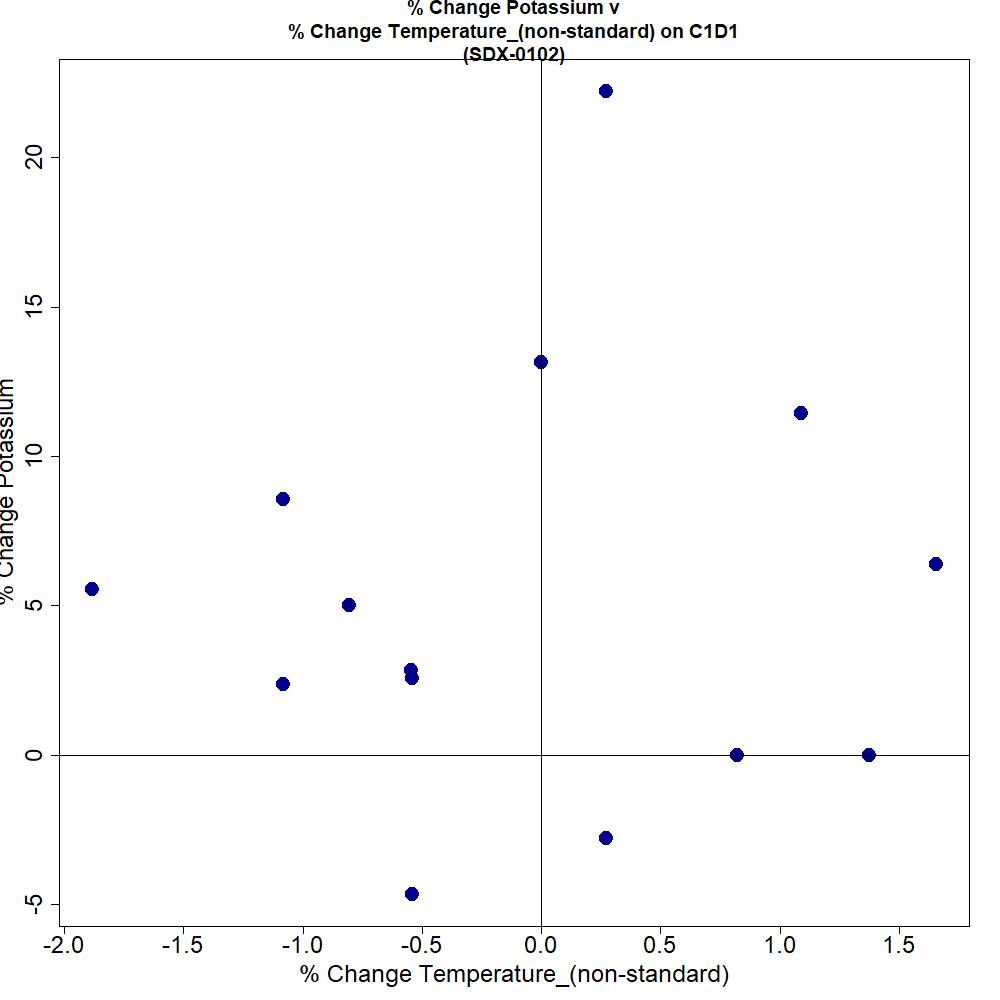 % Change Potassium v
% Change Temperature_(non-standard) on C1D1
(SDX-0102)
% Change Potassium
20
15
10
5
0
-5
-2.0 -1.5 -1.0 -0.5 0.0 0.5 1.0 1.5
% Change Temperature_(non-standard)